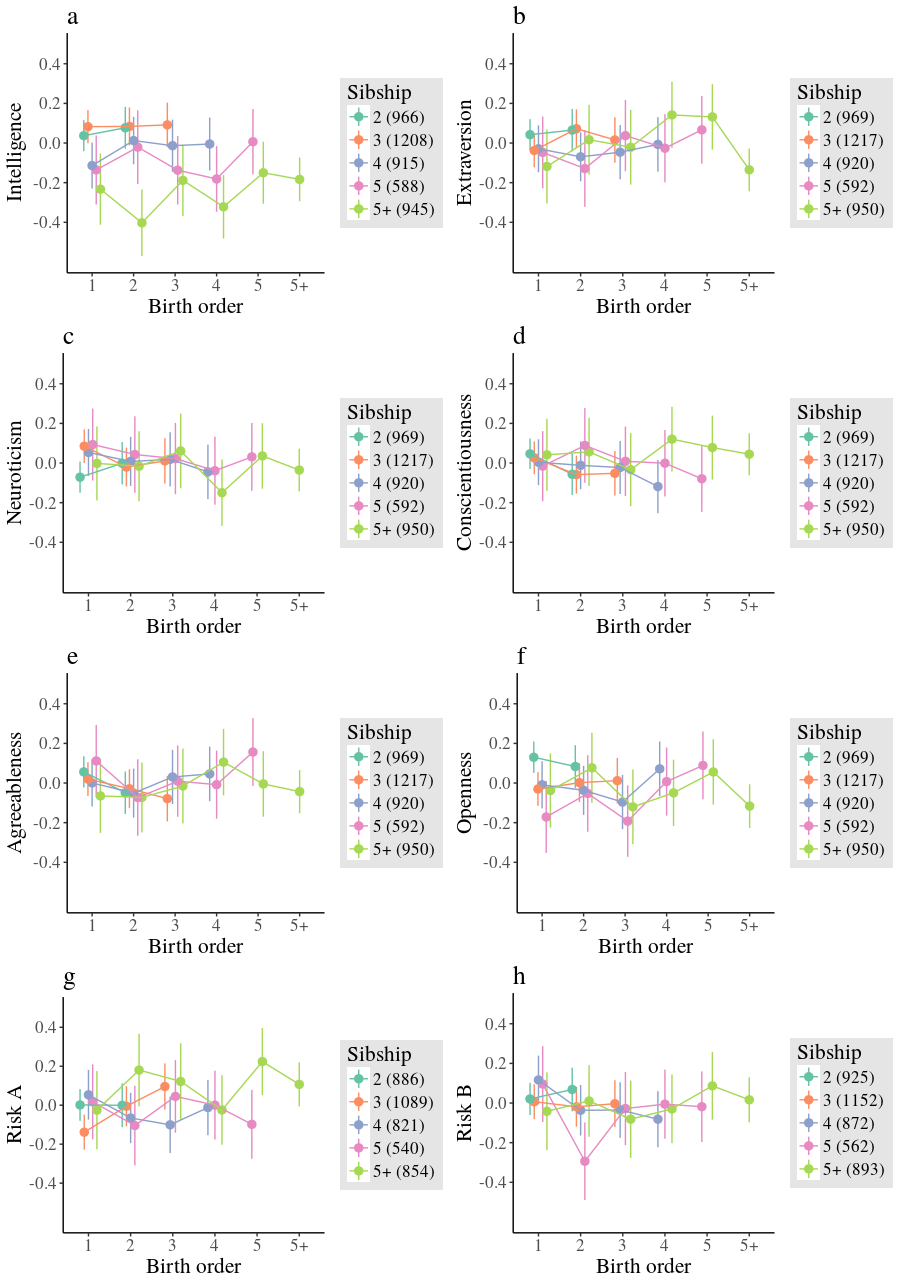 a
Intelligence
0.4
0.2
0.0
-0.2
-0.4
1 2 3 4 5 5+
Birth order
Sibship
2 (966)
3 (1208)
4 (915)
5 (588)
5+ (945)
b
Extraversion
0.4
0.2
0.0
-0.2
-0.4
1 2 3 4 5 5+
Birth order
Sibship
2 (969)
3 (1217)
4 (920)
5 (592)
5+ (950)
c
Neuroticism
0.4
0.2
0.0
-0.2
-0.4
1 2 3 4 5 5+
Birth order
Sibship
2 (969)
3 (1217)
4 (920)
5 (592)
5+ (950)
d
Conscientiousness
0.4
0.2
0.0
-0.2
-0.4
1 2 3 4 5 5+
Birth order
Sibship
2 (969)
3 (1217)
4 (920)
5 (592)
5+ (950)
e
Agreeableness
0.4
0.2
0.0
-0.2
-0.4
1 2 3 4 5 5+
Birth order
Sibship
2 (969)
3 (1217)
4 (920)
5 (592)
5+ (950)
f
Openness
0.4
0.2
0.0
-0.2
-0.4
1 2 3 4 5 5+
Birth order
Sibship
2 (969)
3 (1217)
4 (920)
5 (592)
5+ (950)
g
Risk A
0.4
0.2
0.0
-0.2
-0.4
1 2 3 4 5 5+
Birth order
Sibship
2 (886)
3 (1089)
4 (821)
5 (540)
5+ (854)
h
Risk B
0.4
0.2
0.0
-0.2
-0.4
1 2 3 4 5 5+
Birth order
Sibship
2 (925)
3 (1152)
4 (872)
5 (562)
5+ (893)